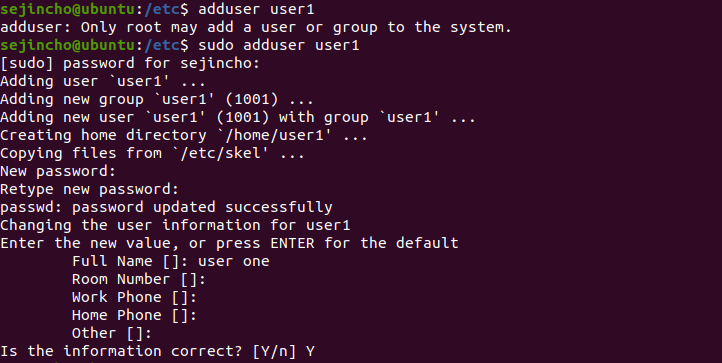 sejincho@ubuntu:/etc$ adduser user1
adduser: Only root may add a user or group to the system.
sejincho@ubuntu:/etc$ sudo adduser user1
[sudo] password for sejincho:
Adding user `user1' ...
Adding new group `user1' (1001) ...
Adding new user `user1' (1001) with group `user1' ...
Creating home directory `/home/user1' ...
Copying files from `/etc/skel' ...
New password:
Retype new password:
passwd: password updated successfully
Changing the user information for user1
Enter the new value, or press ENTER for the default
Full Name []: user one
Room Number []:
Work Phone []:
Home Phone []:
Other []:
Is the information correct? [Y/n] Y